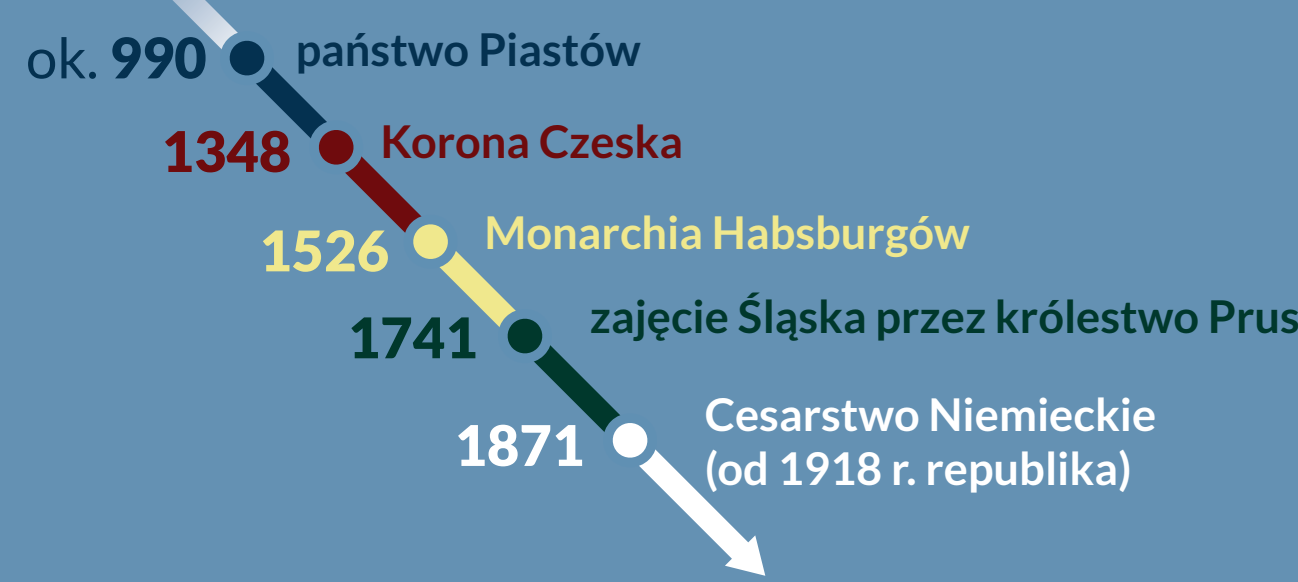 ok. 990 państwo Piastów
1348 Korona Czeska
1526 Monarchia Habsburgów
1741 zajęcie Śląska przez królestwo Prus
1871 Cesarstwo Niemieckie
(od 1918 r. republika)